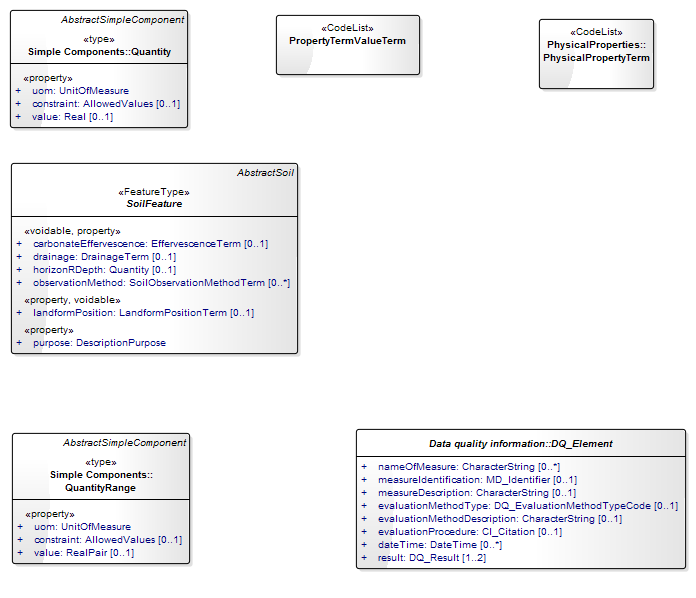 AbstractSimpleComponent
«type»
Simple Components::Quantity
«property»
+ uom: UnitOfMeasure
+ constraint: AllowedValues [0..1]
+ value: Real [0..1]
«CodeList»
PropertyTermValueTerm
«CodeList»
PhysicalProperties::
PhysicalPropertyTerm
AbstractSoil
«FeatureType»
SoilFeature
«voidable, property»
+ carbonateEffervescence: EffervescenceTerm [0..1]
+ drainage: DrainageTerm [0..1]
+ horizonRDepth: Quantity [0..1]
+ observationMethod: SoilObservationMethodTerm [0..*]
«property, voidable»
+ landformPosition: LandformPositionTerm [0..1]
«property»
+ purpose: DescriptionPurpose
AbstractSimpleComponent
«type»
Simple Components::
QuantityRange
«property»
+ uom: UnitOfMeasure
+ constraint: AllowedValues [0..1]
+ value: RealPair [0..1]
Data quality information::DQ_Element
+ nameOfMeasure: CharacterString [0..*]
+ measureIdentification: MD_Identifier [0..1]
+ measureDescription: CharacterString [0..1]
+ evaluationMethodType: DQ_EvaluationMethodTypeCode [0..1]
+ evaluationMethodDescription: CharacterString [0..1]
+ evaluationProcedure: CI_Citation [0..1]
+ dateTime: DateTime [0..*]
+ result: DQ_Result [1..2]